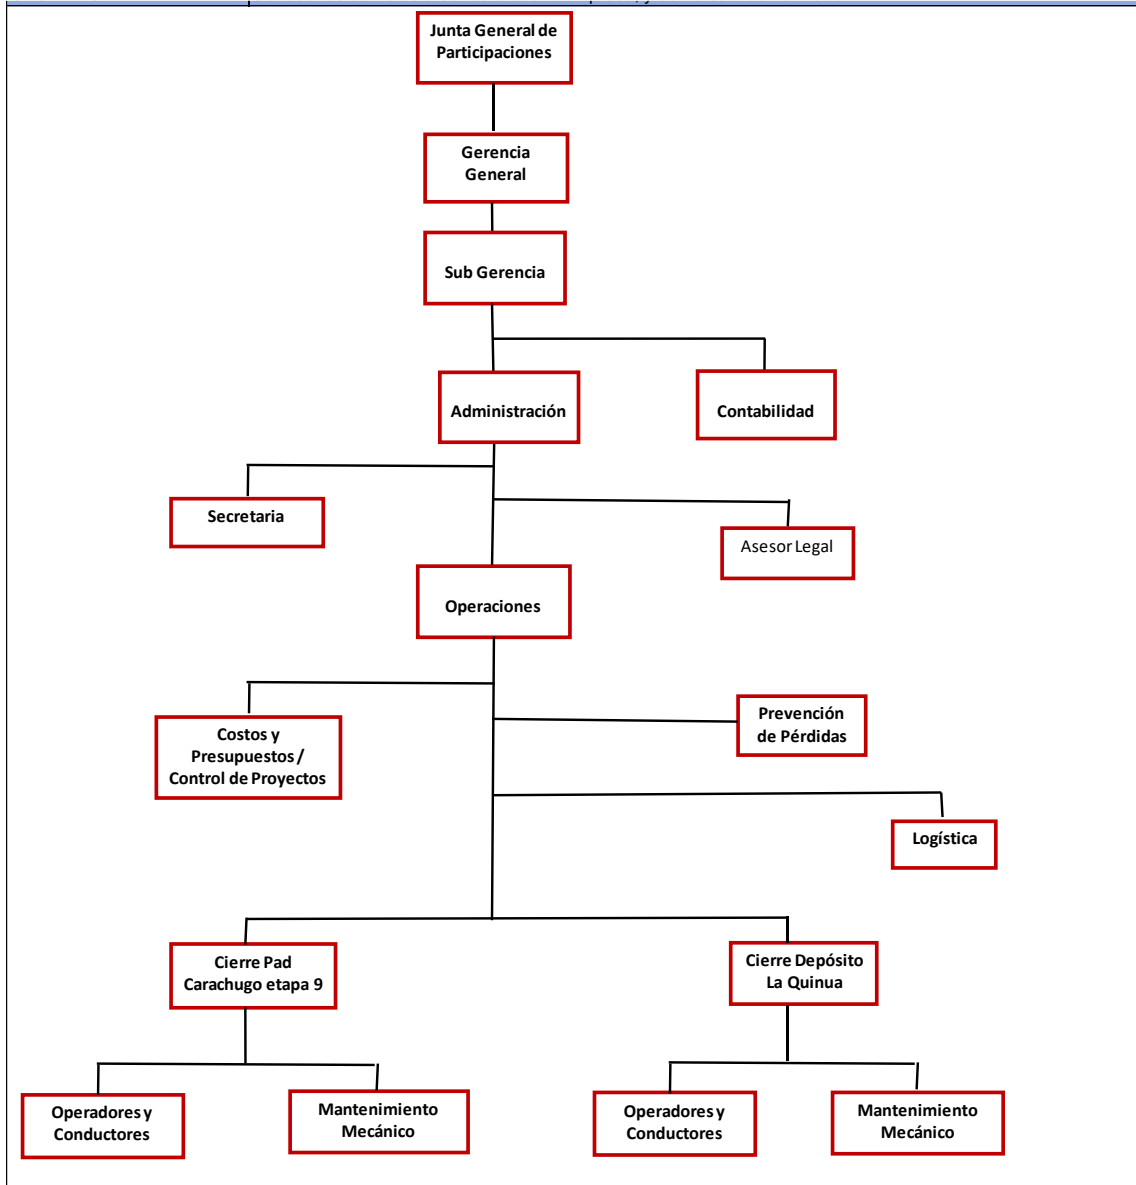 Junta General de
Participaciones
Gerencia
General
Sub Gerencia
Administración
Contabilidad
Secretaria
Asesor Legal
Operaciones
Costos y
Presupuestos /
Control de Proyectos
Prevención
de Pérdidas
Logística
Cierre Pad
Carachugo etapa 9
Cierre Depósito
La Quinua
Operadores y
Conductores
Mantenimiento
Mecánico
Operadores y
Conductores
Mantenimiento
Mecánico